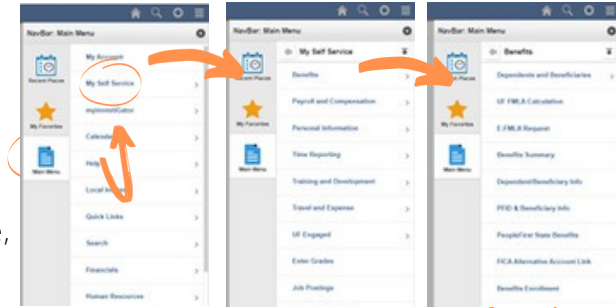 NavBar: Main Menu
Recent Places
My Favorites
Main Menu
My Account
My Self Service
myinvestiGator
Calendar
Help
Local
Quick Links
Search
Financials
Human Resources
NavBar: Main Menu
Recent Places
My Favorites
Main Menu
My Self Service
Benefits
Payroll and Compensation
Personal Information
Time Reporting
Training and Development
Travel and Expense
UF Engaged
Enter Grades
Job Postings
NavBar: Main Menu
Recent Places
My Favorites
Main Menu
Benefits
Dependents and Beneficiaries
UF FMLA Calculation
E.FMLA Request
Benefits Summary
Dependent/Beneficiary Info
PFID & Beneficiary Info
PeopleFirst State Benefits
FICA Alternative Account Link
Benefits Enrollment